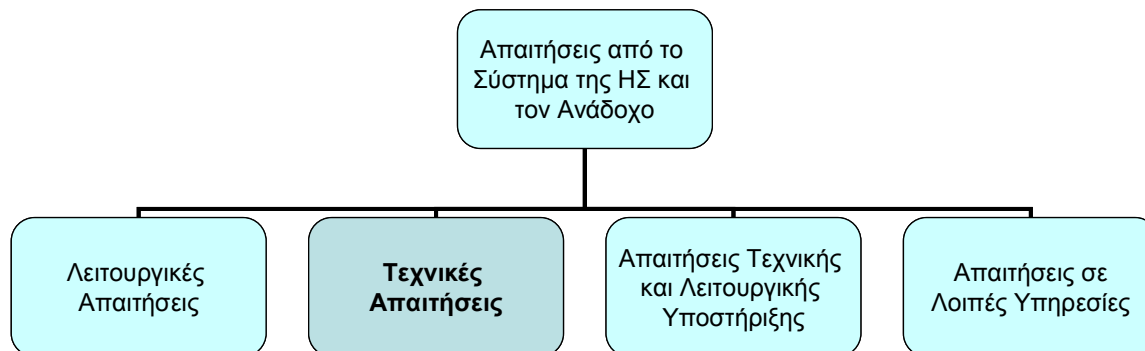 Απαιτήσεις από το
Σύστημα της ΗΣ και
τον Ανάδοχο
Λειτουργικές
Απαιτήσεις
Τεχνικές
Απαιτήσεις
Απαιτήσεις Τεχνικής
και Λειτουργικής
Υποστήριξης
Απαιτήσεις σε
Λοιπές Υπηρεσίες